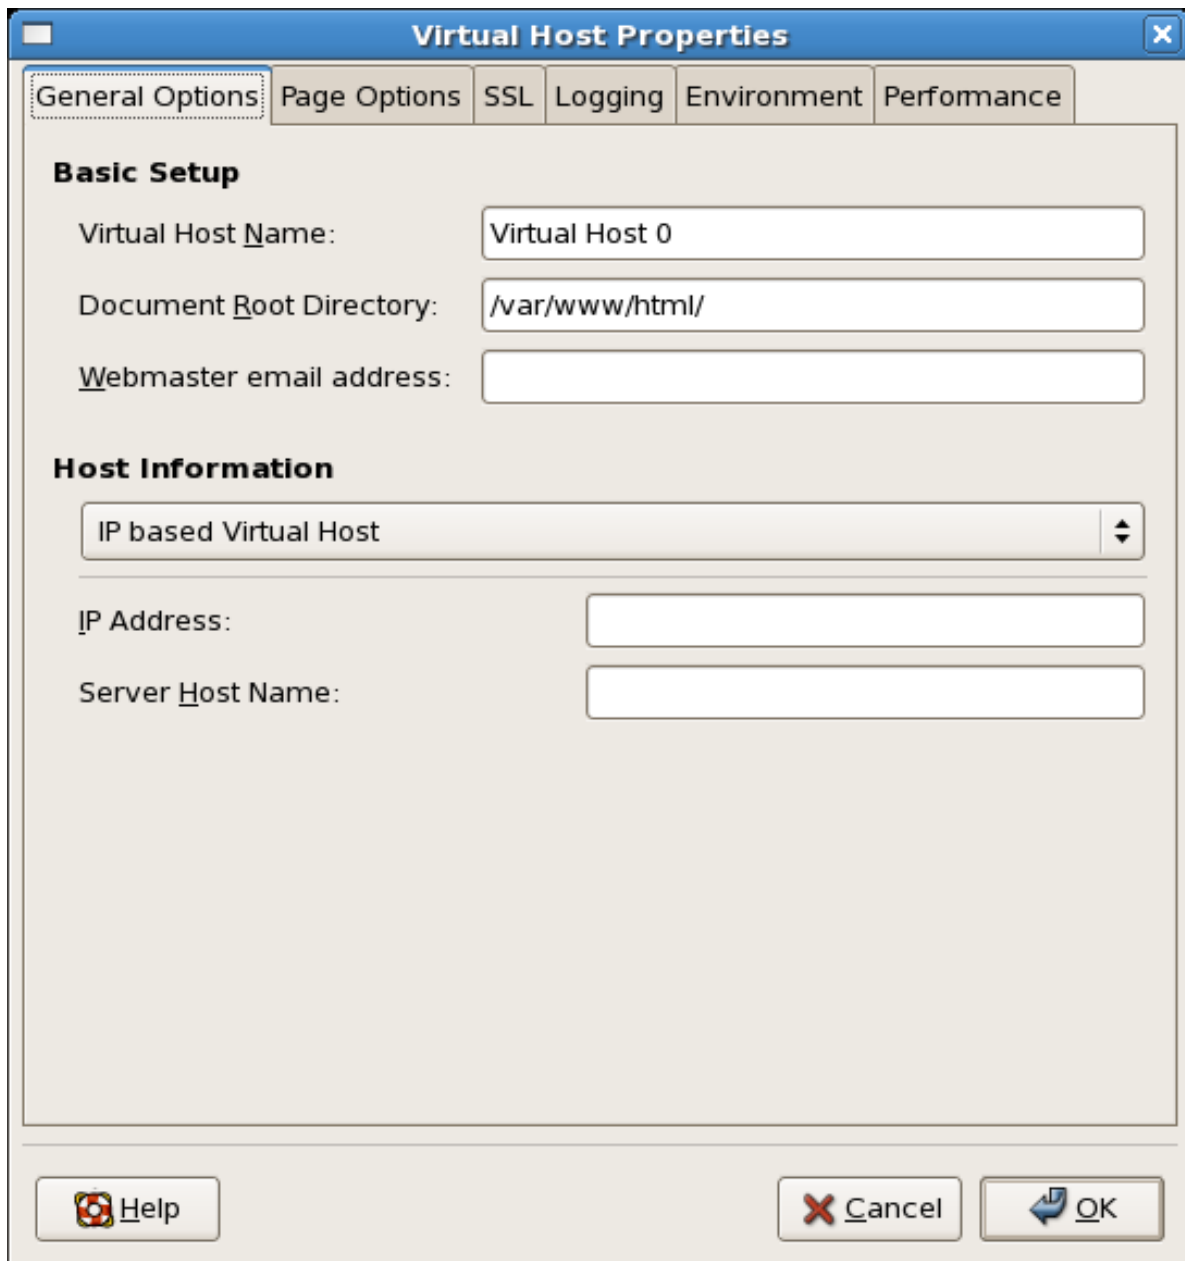 Virtual Host Properties
General Options Page Options SSL Logging Environment Performance
Basic Setup
Virtual Host Name: Virtual Host 0
Document Root Directory: /var/www/html/
Webmaster email address:
Host Information
IP based Virtual Host
IP Address:
Server Host Name:
Help Cancel OK